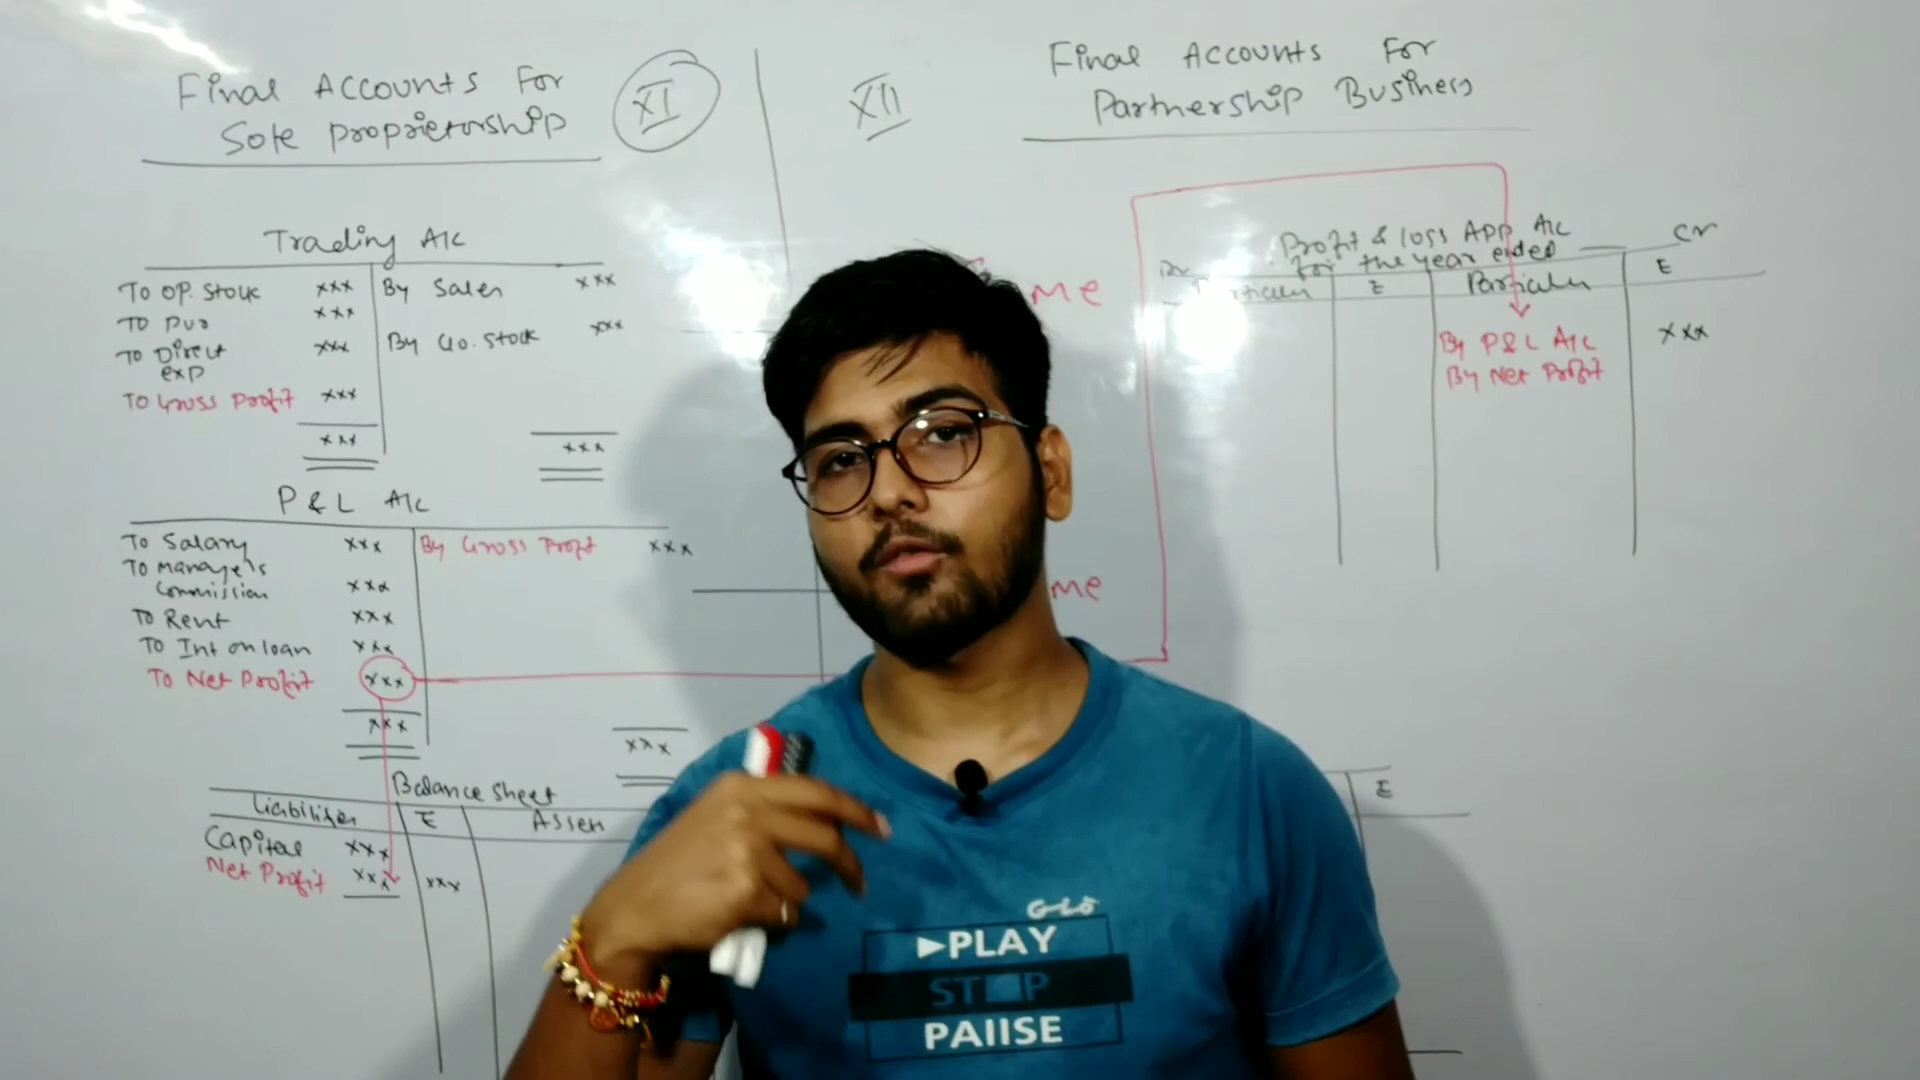 Final Accounts For
Sole Proprietorship
XI
Trading A/c
To Op. Stock xxx By Sales xxx
To Pur xxx
To Direct exp xxx By Clo. Stock xxx
To Gross Profit xxx
xxx xxx
P & L A/c
To Salary xxx By Gross Profit xxx
To Manager's
Commission xxx
To Rent xxx
To Int on loan xxx
To Net Profit xxx
xxx xxx
Balance Sheet
Liabilities ₹ Assets
Capital xxx
Net Profit xxx xxx
XII
Final Accounts For
Partnership Business
me
me
Profit & Loss App A/c
for the year ended
Dr Cr
Particulars ₹ Particulars ₹
By P&L A/c xxx
By Net Profit
₹
Gio
PLAY
ST P
PAIISE